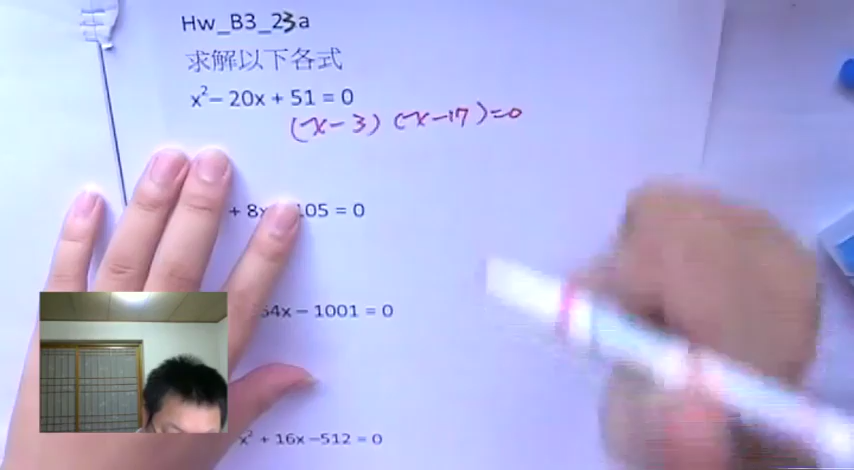 Hw_B3_23a
求解以下各式
x² − 20x + 51 = 0
(x − 3) (x − 17) = 0
+ 8x 105 = 0
64x − 1001 = 0
x² + 16x − 512 = 0